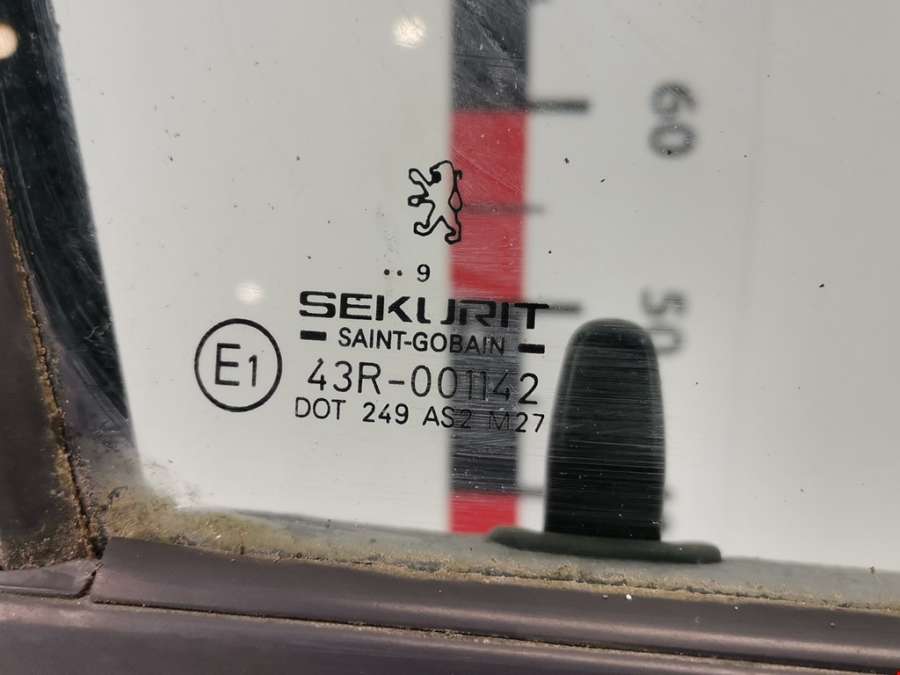 60
.. 9
SEKURIT
50
SAINT-GOBAIN
E1
43R-001142
DOT 249 AS2 M27